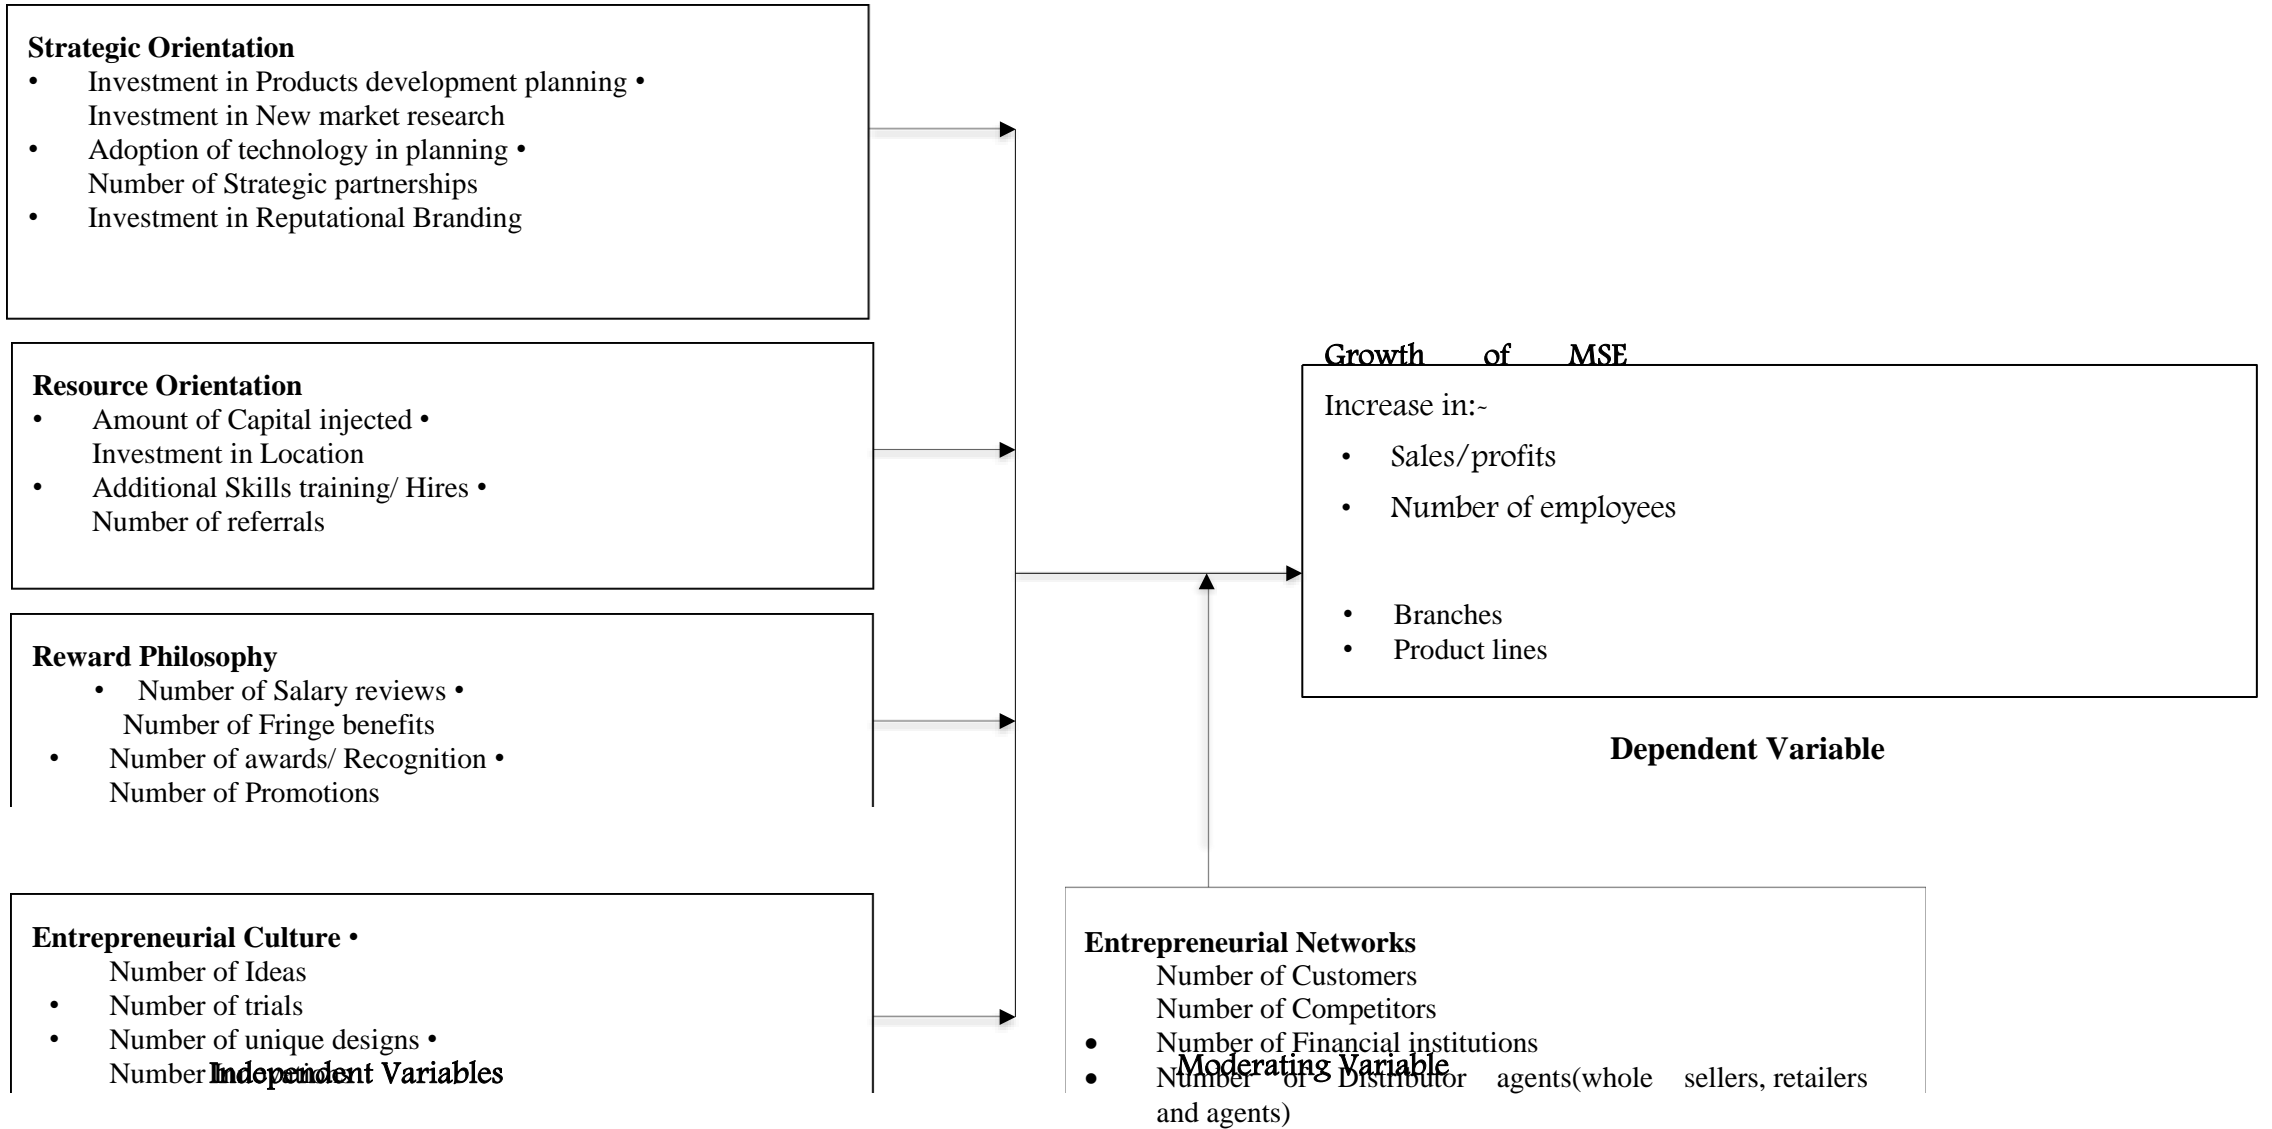 Strategic Orientation
• Investment in Products development planning •
Investment in New market research
• Adoption of technology in planning •
Number of Strategic partnerships
• Investment in Reputational Branding
Resource Orientation
• Amount of Capital injected •
Investment in Location
• Additional Skills training/ Hires •
Number of referrals
Reward Philosophy
• Number of Salary reviews •
Number of Fringe benefits
• Number of awards/ Recognition •
Number of Promotions
Entrepreneurial Culture •
Number of Ideas
• Number of trials
• Number of unique designs •
Number
Independent Variables
Growth of MSE
Increase in:-
• Sales/profits
• Number of employees
• Branches
• Product lines
Dependent Variable
Entrepreneurial Networks
Number of Customers
Number of Competitors
• Number of Financial institutions
Moderating Variable
• Number of Distributor agents(whole sellers, retailers
and agents)